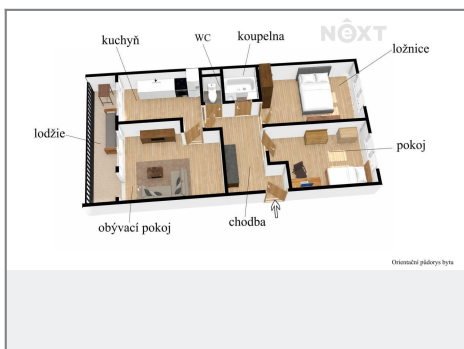 NEXT
kuchyň
WC
koupelna
ložnice
lodžie
pokoj
obývací pokoj
chodba
Orientační půdorys bytu